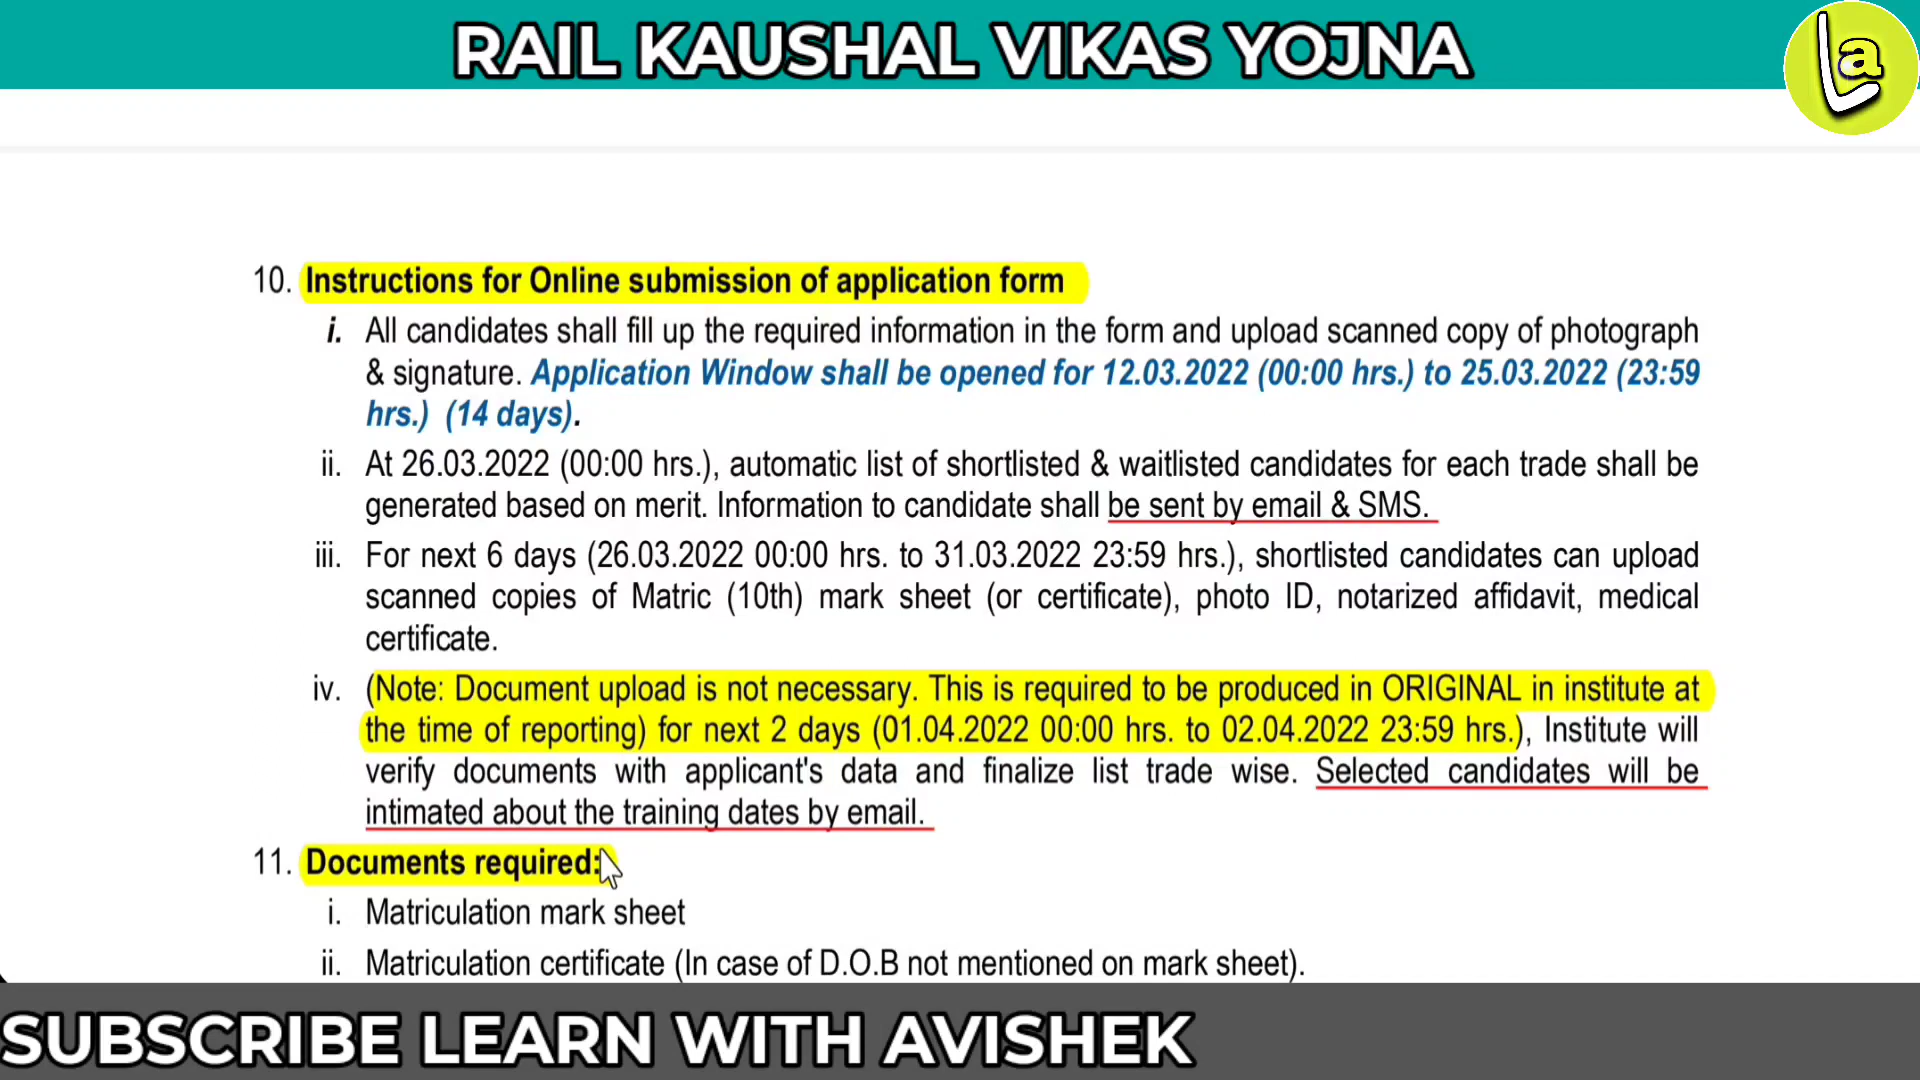 RAIL KAUSHAL VIKAS YOJNA
La
10. Instructions for Online submission of application form
i. All candidates shall fill up the required information in the form and upload scanned copy of photograph
& signature. Application Window shall be opened for 12.03.2022 (00:00 hrs.) to 25.03.2022 (23:59
hrs.) (14 days).
ii. At 26.03.2022 (00:00 hrs.), automatic list of shortlisted & waitlisted candidates for each trade shall be
generated based on merit. Information to candidate shall be sent by email & SMS.
iii. For next 6 days (26.03.2022 00:00 hrs. to 31.03.2022 23:59 hrs.), shortlisted candidates can upload
scanned copies of Matric (10th) mark sheet (or certificate), photo ID, notarized affidavit, medical
certificate.
iv. (Note: Document upload is not necessary. This is required to be produced in ORIGINAL in institute at
the time of reporting) for next 2 days (01.04.2022 00:00 hrs. to 02.04.2022 23:59 hrs.), Institute will
verify documents with applicant's data and finalize list trade wise. Selected candidates will be
intimated about the training dates by email.
11. Documents required:
i. Matriculation mark sheet
ii. Matriculation certificate (In case of D.O.B not mentioned on mark sheet).
SUBSCRIBE LEARN WITH AVISHEK